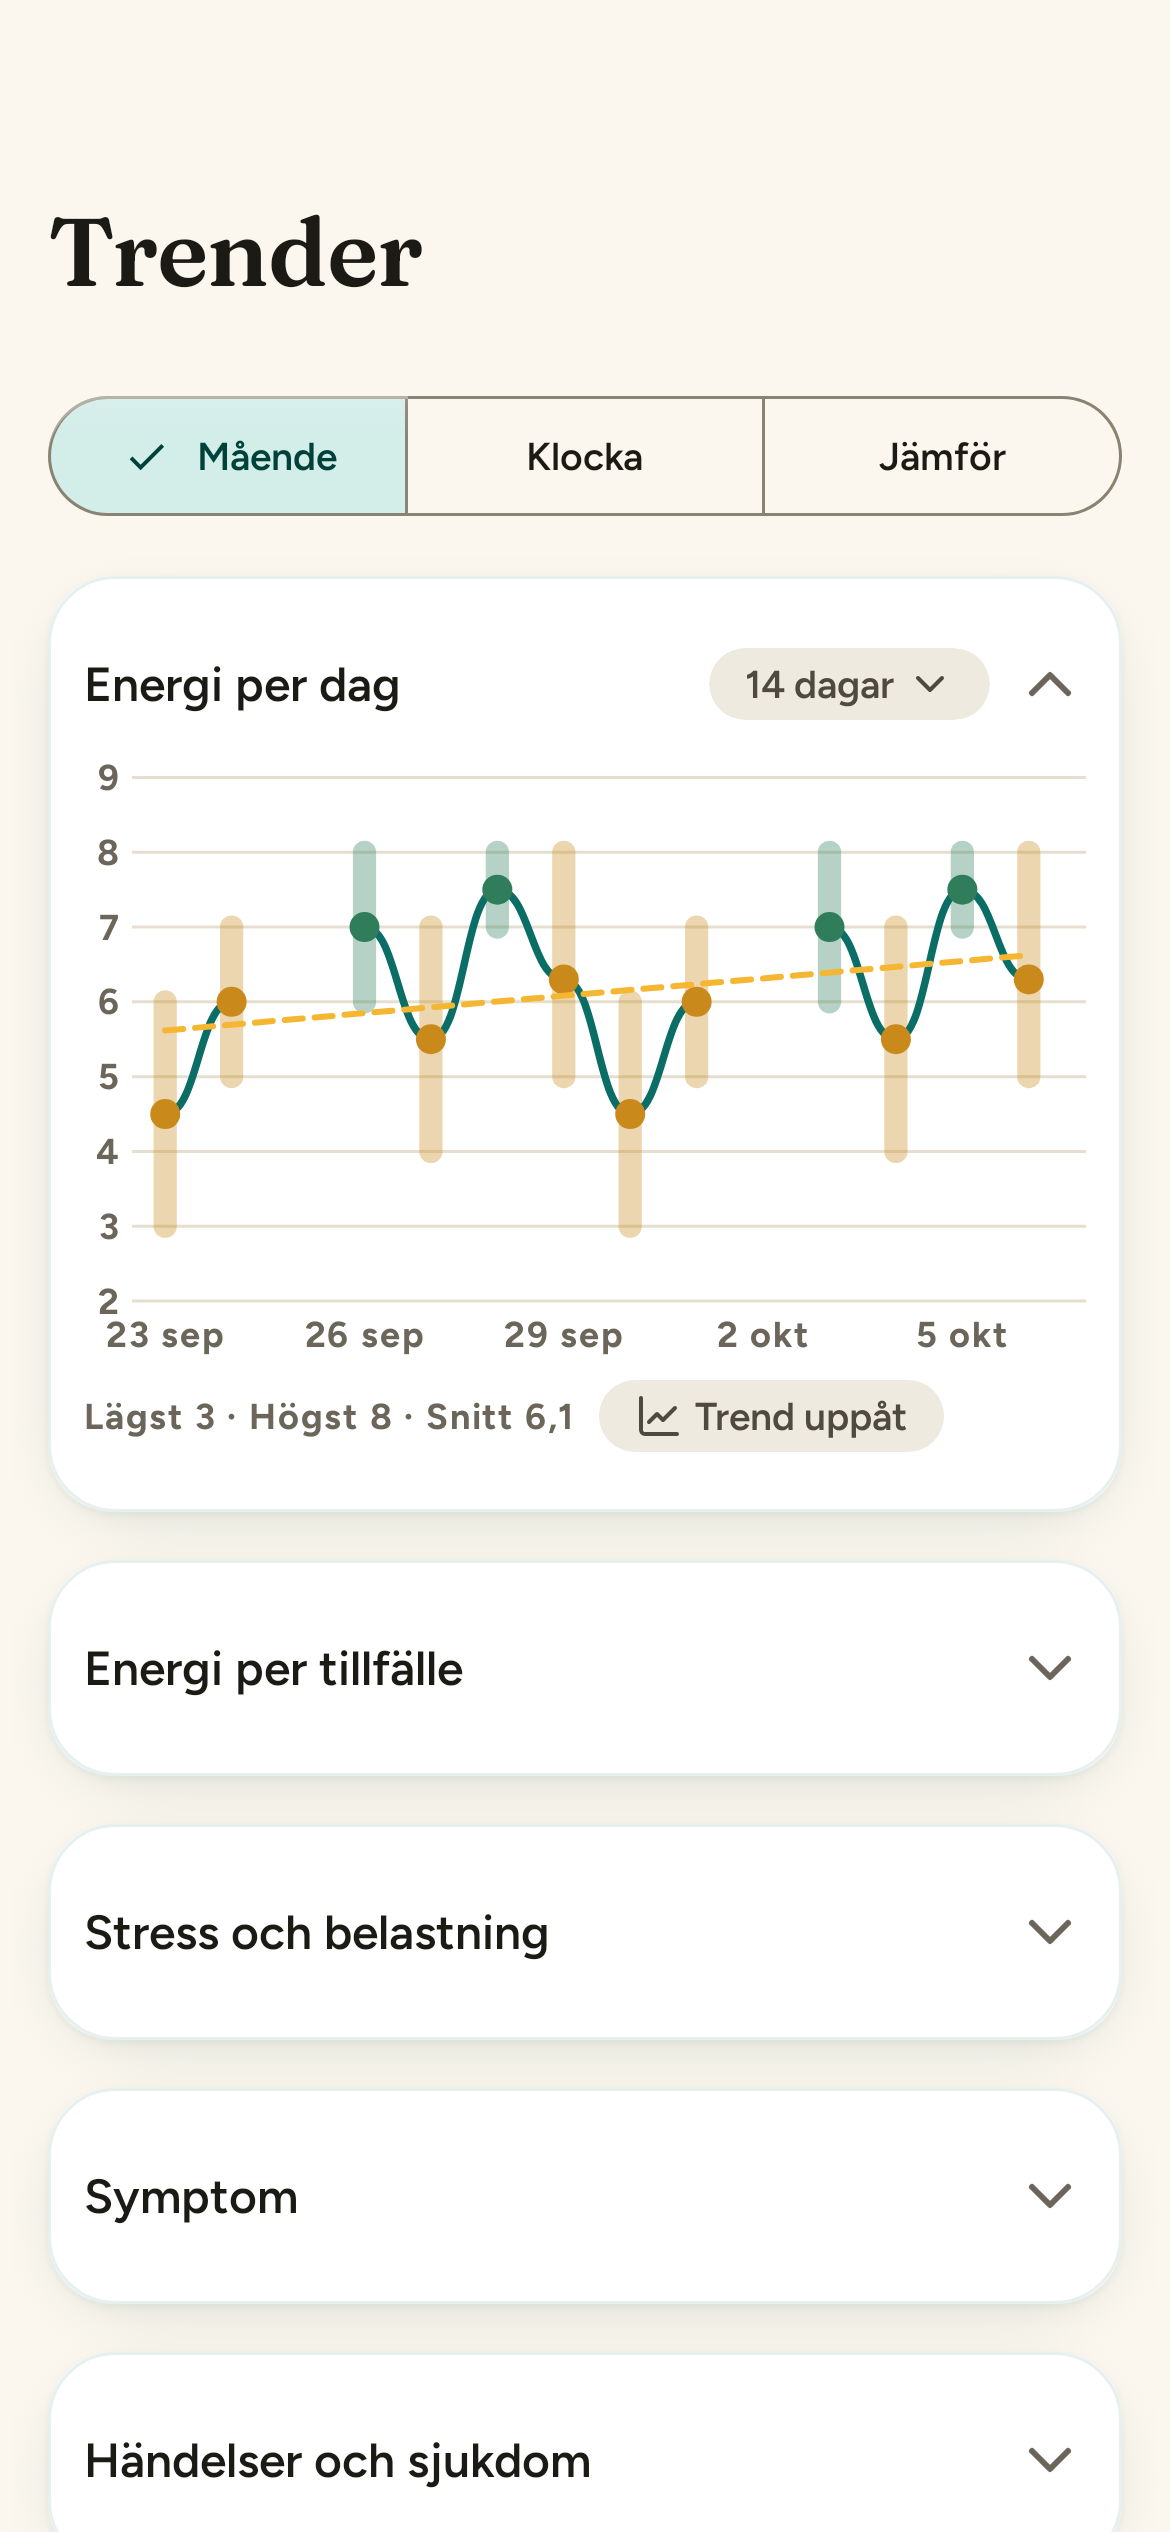 Trender
Mående Klocka Jämför
Energi per dag 14 dagar
9
8
7
6
5
4
3
2
23 sep 26 sep 29 sep 2 okt 5 okt
Lägst 3 · Högst 8 · Snitt 6,1 Trend uppåt
Energi per tillfälle
Stress och belastning
Symptom
Händelser och sjukdom